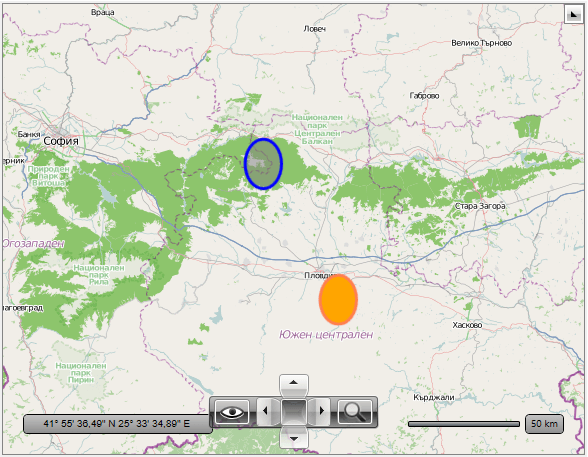 Враца
Ловеч
Велико Търново
Габрово
Национален
парк
Централен
Балкан
Банкя
София
ерник
Природен
парк
Витоша
Стара Загора
Югозападен
Национален
парк
Рила
Пловди
лагоевград
Южен централен
Хасково
Национален
парк
Пирин
Кърджали
41° 55' 36,49" N 25° 33' 34,89" E
50 km